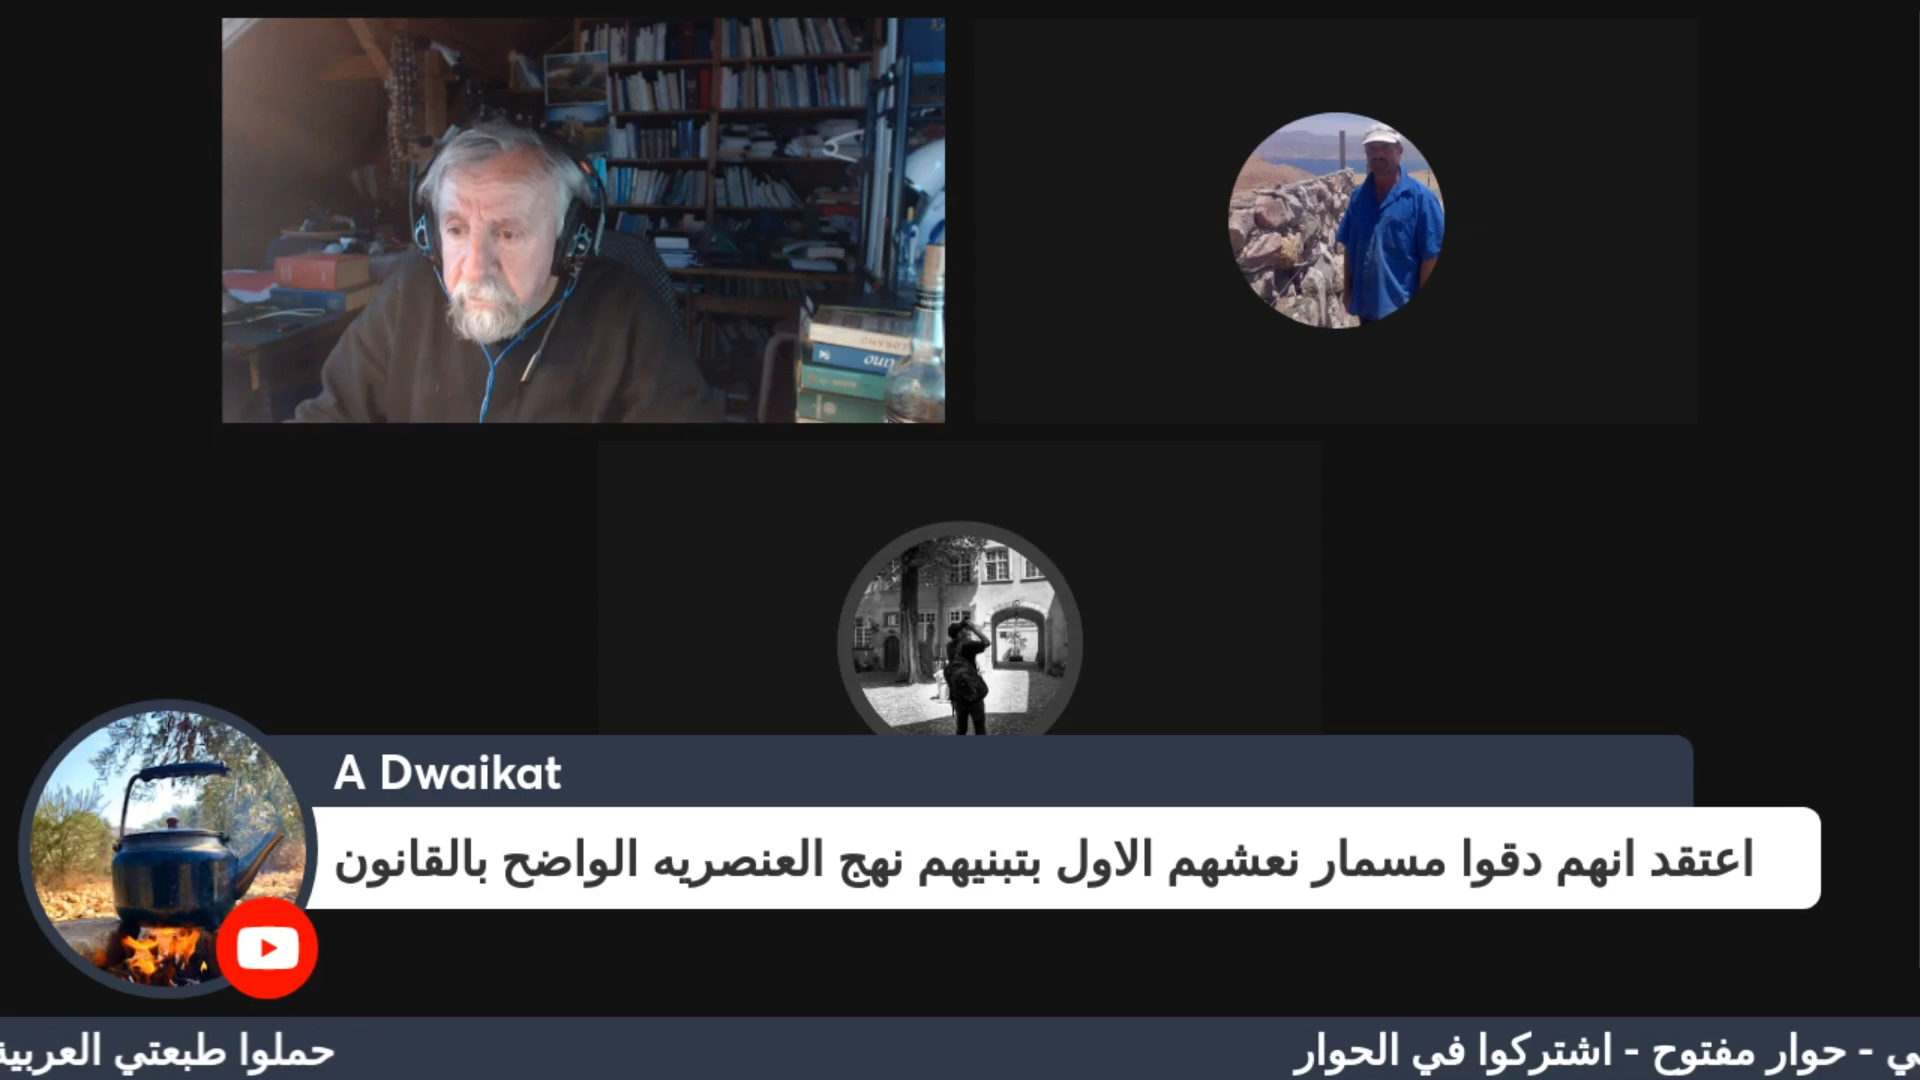 CORANO
A Dwaikat
اعتقد انهم دقوا مسمار نعشهم الاول بتبنيهم نهج العنصريه الواضح بالقانون
ي - حوار مفتوح - اشتركوا في الحوار
حملوا طبعتي العربية